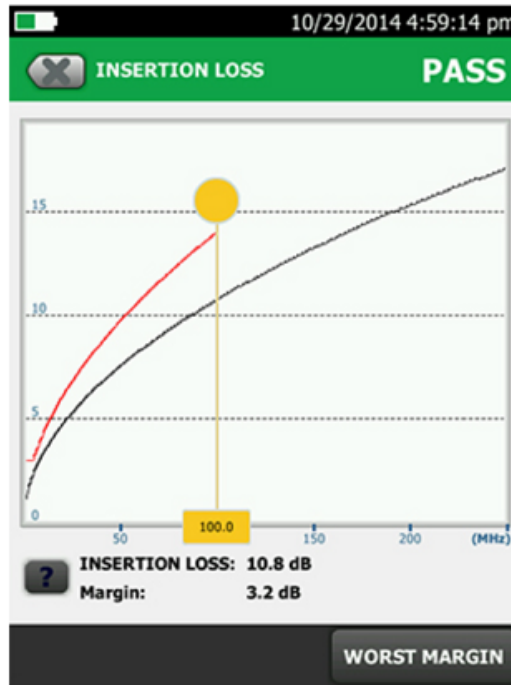 10/29/2014 4:59:14 pm
INSERTION LOSS PASS
15
10
5
0
50 100.0 150 200 (MHz)
? INSERTION LOSS: 10.8 dB
Margin: 3.2 dB
WORST MARGIN